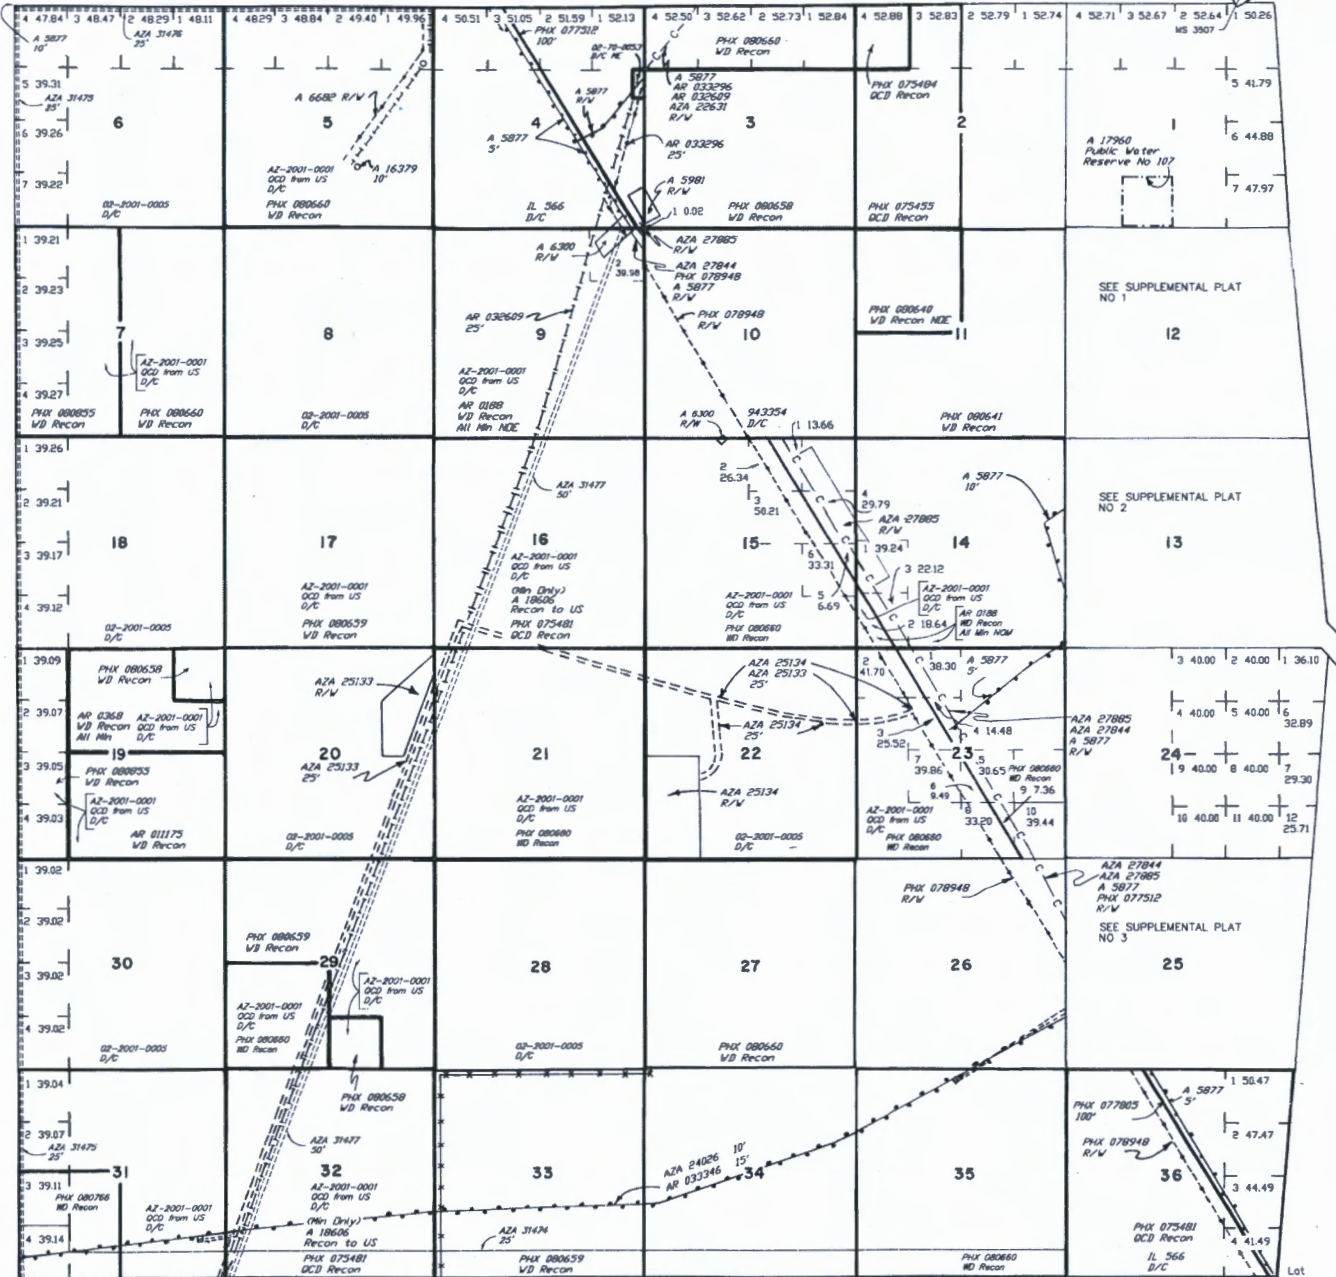 4 47.84 3 48.47 2 48.29 1 48.11
4 48.29 3 48.84 2 49.40 1 49.96
4 50.51 3 51.05 2 51.59 1 52.13
4 52.50 3 52.62 2 52.73 1 52.84
4 52.88 3 52.83 2 52.79 1 52.74
4 52.71 3 52.67 2 52.64 1 50.26
MS 3507
A 5877
10'
AZA 31476
25'
5 39.31
AZA 31475
25'
6 39.26
7 39.22
6
02-2001-0005
D/C
5
A 6682 R/W
A 16379
10'
AZ-2001-0001
QCD from US
D/C
PHX 080660
WD Recon
PHX 077512
100'
02-70-0053
D/C ME
A 5877
R/W
4
A 5877
5'
IL 566
D/C
PHX 080660
WD Recon
A 5877
AR 033296
AR 032609
AZA 22631
R/W
3
AR 033296
25'
A 5981
R/W
1 0.02
PHX 080658
WD Recon
PHX 075484
QCD Recon
2
PHX 075455
QCD Recon
1
5 41.79
6 44.88
7 47.97
A 17960
Public Water
Reserve No 107
1 39.21
2 39.23
3 39.25
4 39.27
7
AZ-2001-0001
QCD from US
D/C
PHX 080855
WD Recon
PHX 080660
WD Recon
8
02-2001-0005
D/C
A 6300
R/W
2
39.98
AR 032609
25'
9
AZ-2001-0001
QCD from US
D/C
AR 0188
WD Recon
All Min NOE
AZA 27885
R/W
AZA 27844
PHX 078948
A 5877
R/W
PHX 078948
R/W
10
A 6300
R/W
943354
D/C
PHX 080640
WD Recon NOE
11
PHX 080641
WD Recon
SEE SUPPLEMENTAL PLAT
NO 1
12
1 39.26
2 39.21
3 39.17
4 39.12
18
02-2001-0005
D/C
17
AZ-2001-0001
QCD from US
D/C
PHX 080659
WD Recon
AZA 31477
50'
16
AZ-2001-0001
QCD from US
D/C
(Min Only)
A 18606
Recon to US
PHX 075481
QCD Recon
1 13.66
2
26.34
3
50.21
4
29.79
15
6
33.31
5
6.69
AZ-2001-0001
QCD from US
D/C
PHX 080660
WD Recon
AZA 27885
R/W
1 39.24
14
3 22.12
AZ-2001-0001
QCD from US
D/C
2 18.64
AR 0188
WD Recon
All Min NOW
A 5877
10'
SEE SUPPLEMENTAL PLAT
NO 2
13
1 39.09
2 39.07
3 39.05
4 39.03
PHX 080658
WD Recon
AR 0368
WD Recon
All Min
AZ-2001-0001
QCD from US
D/C
19
PHX 080855
WD Recon
AZ-2001-0001
QCD from US
D/C
AR 011175
WD Recon
AZA 25133
R/W
20
AZA 25133
25'
02-2001-0005
D/C
21
AZ-2001-0001
QCD from US
D/C
PHX 080660
WD Recon
AZA 25134
AZA 25133
25'
AZA 25134
25'
22
AZA 25134
R/W
02-2001-0005
D/C
2
41.70
1
38.30
A 5877
5'
3
25.52
4 14.48
AZA 27885
AZA 27844
A 5877
R/W
7
39.86
23
5
30.65
PHX 080660
WD Recon
6
9.49
9 7.36
8
33.20
10
39.44
AZ-2001-0001
QCD from US
D/C
PHX 080660
WD Recon
3 40.00 2 40.00 1 36.10
4 40.00 5 40.00 6
32.89
24
9 40.00 8 40.00 7
29.30
10 40.00 11 40.00 12
25.71
1 39.02
2 39.02
3 39.02
4 39.02
30
02-2001-0005
D/C
PHX 080659
WD Recon
29
AZ-2001-0001
QCD from US
D/C
AZ-2001-0001
QCD from US
D/C
PHX 080660
WD Recon
28
02-2001-0005
D/C
27
PHX 080660
WD Recon
PHX 078948
R/W
26
AZA 27844
AZA 27885
A 5877
PHX 077512
R/W
SEE SUPPLEMENTAL PLAT
NO 3
25
1 39.04
2 39.07
AZA 31475
25'
3 39.11
4 39.14
31
PHX 080766
WD Recon
AZ-2001-0001
QCD from US
D/C
PHX 080658
WD Recon
AZA 31477
50'
32
AZ-2001-0001
QCD from US
D/C
(Min Only)
A 18606
Recon to US
PHX 075481
QCD Recon
33
AZA 31474
25'
PHX 080659
WD Recon
AZA 24026 10'
AR 033346 15'
34
35
PHX 080660
WD Recon
1 50.47
A 5877
5'
PHX 077805
100'
2 47.47
PHX 078948
R/W
36
3 44.49
PHX 075481
QCD Recon
4 41.49
IL 566
D/C
Lot